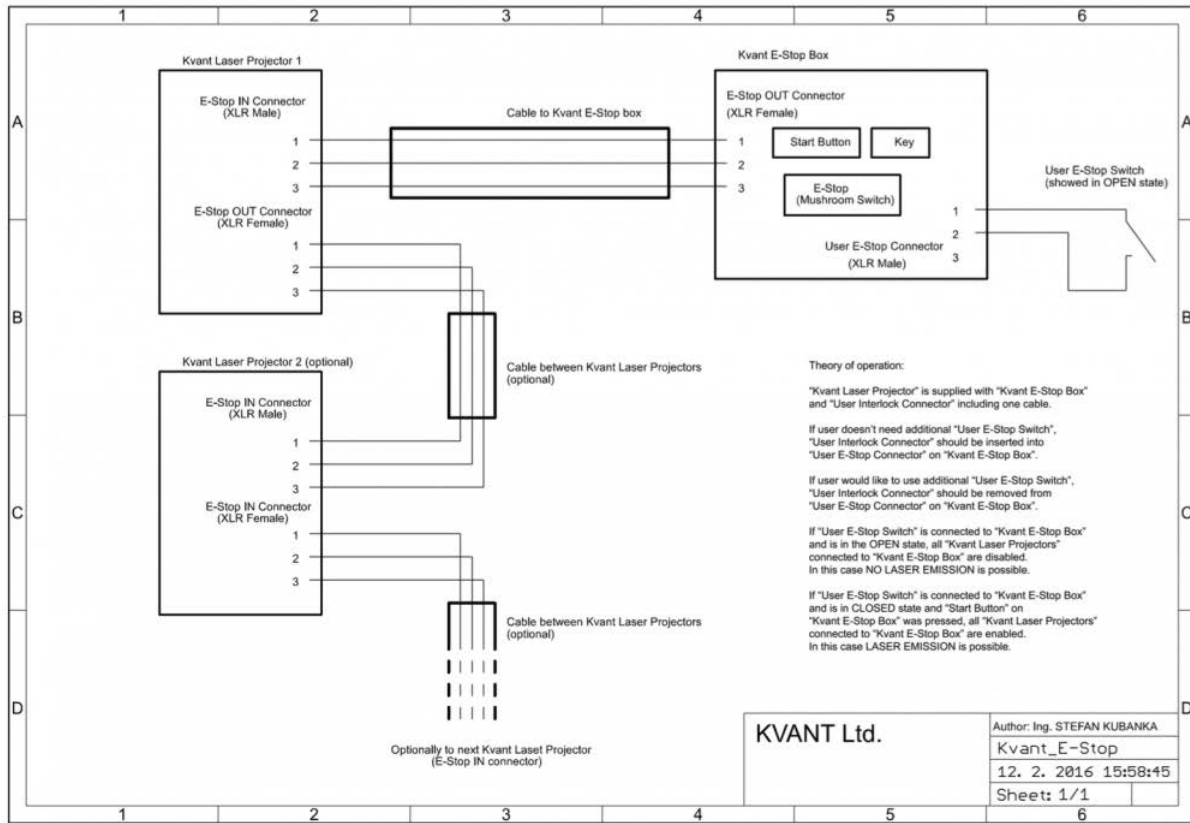 1 2 3 4 5 6
A
B
C
D
A
B
C
D
Kvant Laser Projector 1
E-Stop IN Connector
(XLR Male)
1
2
3
E-Stop OUT Connector
(XLR Female)
1
2
3
Cable to Kvant E-Stop box
Kvant E-Stop Box
E-Stop OUT Connector
(XLR Female)
1
2
3
Start Button
Key
E-Stop
(Mushroom Switch)
User E-Stop Connector
(XLR Male)
1
2
3
User E-Stop Switch
(showed in OPEN state)
Cable between Kvant Laser Projectors
(optional)
Kvant Laser Projector 2 (optional)
E-Stop IN Connector
(XLR Male)
1
2
3
E-Stop IN Connector
(XLR Female)
1
2
3
Cable between Kvant Laser Projectors
(optional)
Optionally to next Kvant Laset Projector
(E-Stop IN connector)
Theory of operation:
"Kvant Laser Projector" is supplied with "Kvant E-Stop Box"
and "User Interlock Connector" including one cable.
If user doesn't need additional "User E-Stop Switch",
"User Interlock Connector" should be inserted into
"User E-Stop Connector" on "Kvant E-Stop Box".
If user would like to use additional "User E-Stop Switch",
"User Interlock Connector" should be removed from
"User E-Stop Connector" on "Kvant E-Stop Box".
If "User E-Stop Switch" is connected to "Kvant E-Stop Box"
and is in the OPEN state, all "Kvant Laser Projectors"
connected to "Kvant E-Stop Box" are disabled.
In this case NO LASER EMISSION is possible.
If "User E-Stop Switch" is connected to "Kvant E-Stop Box"
and is in CLOSED state and "Start Button" on
"Kvant E-Stop Box" was pressed, all "Kvant Laser Projectors"
connected to "Kvant E-Stop Box" are enabled.
In this case LASER EMISSION is possible.
KVANT Ltd.
Author: Ing. STEFAN KUBANKA
Kvant_E-Stop
12. 2. 2016 15:58:45
Sheet: 1/1
1 2 3 4 5 6